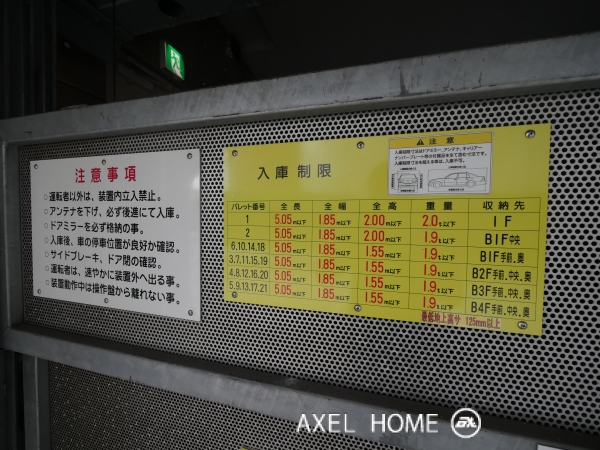 注意事項
○運転者以外は、装置内立入禁止。
○アンテナを下げ、必ず後進にて入庫。
○ドアミラーを必ず格納の事。
○入庫後、車の停車位置が良好か確認。
○サイドブレーキ、ドア閉の確認。
○運転者は、速やかに装置外へ出る事。
○装置動作中は操作盤から離れない事。
入庫制限
注意
パレット番号 全長 全幅 全高 重量 収納先
1 5.05m以下 1.85m以下 2.00m以下 2.0t以下 1F
2 5.05m以下 1.85m以下 2.00m以下 1.9t以下 B1F中央
6.10.14.18 5.05m以下 1.85m以下 1.55m以下 1.9t以下 B1F手前.奥
3.7.11.15.19 5.05m以下 1.85m以下 1.55m以下 1.9t以下 B2F手前.中央.奥
4.8.12.16.20 5.05m以下 1.85m以下 1.55m以下 1.9t以下 B3F手前.中央.奥
5.9.13.17.21 5.05m以下 1.85m以下 1.55m以下 1.9t以下 B4F手前.中央.奥
最低地上高サ 125mm以上
AXEL HOME